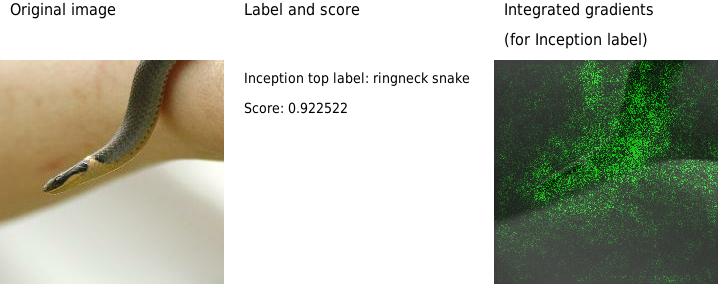 Original image
Label and score
Integrated gradients
(for Inception label)
Inception top label: ringneck snake
Score: 0.922522